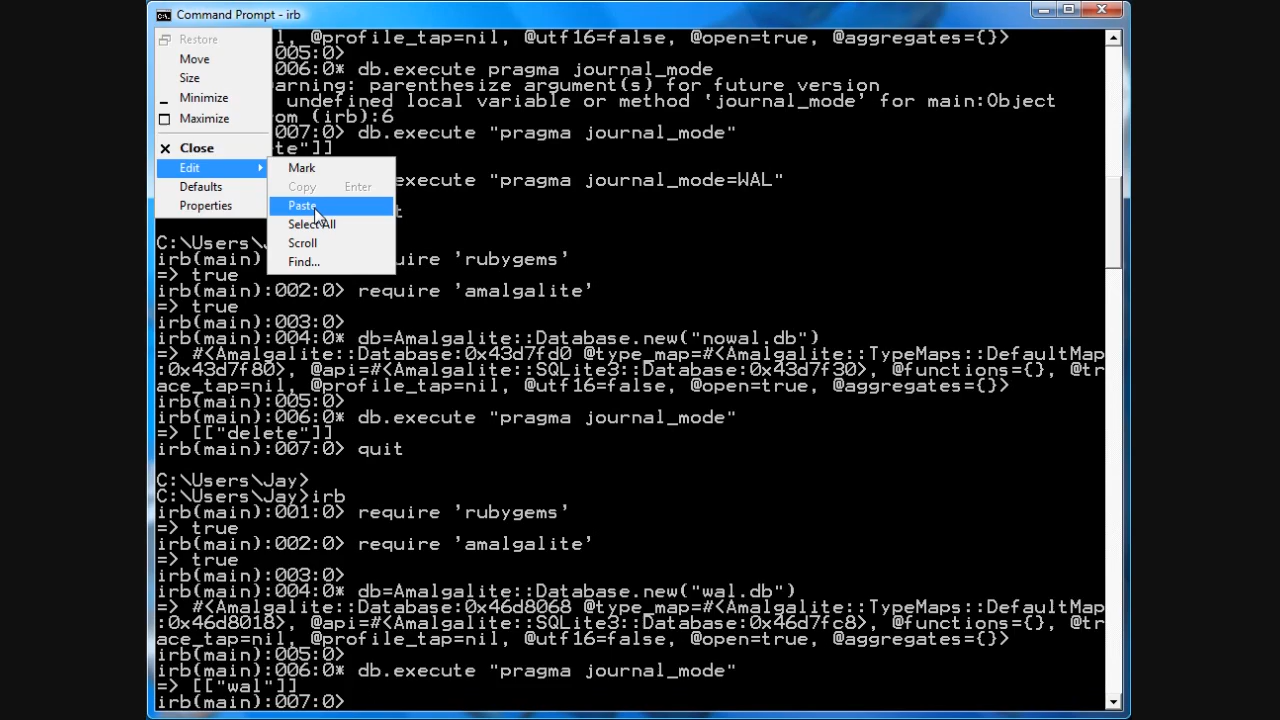 Command Prompt - irb
Restore
Move
Size
Minimize
Maximize
Close
Edit
Defaults
Properties
Mark
Copy Enter
Paste
Select All
Scroll
Find...
l, @profile_tap=nil, @utf16=false, @open=true, @aggregates={}>
005:0>
006:0* db.execute pragma journal_mode
arning: parenthesize argument(s) for future version
undefined local variable or method 'journal_mode' for main:Object
om (irb):6
007:0> db.execute "pragma journal_mode"
te"]]
execute "pragma journal_mode=WAL"
t
C:\Users\J
irb(main):001:0> require 'rubygems'
=> true
irb(main):002:0> require 'amalgalite'
=> true
irb(main):003:0>
irb(main):004:0* db=Amalgalite::Database.new("nowal.db")
=> #<Amalgalite::Database:0x43d7fd0 @type_map=#<Amalgalite::TypeMaps::DefaultMap
:0x43d7f80>, @api=#<Amalgalite::SQLite3::Database:0x43d7f30>, @functions={}, @tr
ace_tap=nil, @profile_tap=nil, @utf16=false, @open=true, @aggregates={}>
irb(main):005:0>
irb(main):006:0* db.execute "pragma journal_mode"
=> [["delete"]]
irb(main):007:0> quit
C:\Users\Jay>
C:\Users\Jay>irb
irb(main):001:0> require 'rubygems'
=> true
irb(main):002:0> require 'amalgalite'
=> true
irb(main):003:0>
irb(main):004:0* db=Amalgalite::Database.new("wal.db")
=> #<Amalgalite::Database:0x46d8068 @type_map=#<Amalgalite::TypeMaps::DefaultMap
:0x46d8018>, @api=#<Amalgalite::SQLite3::Database:0x46d7fc8>, @functions={}, @tr
ace_tap=nil, @profile_tap=nil, @utf16=false, @open=true, @aggregates={}>
irb(main):005:0>
irb(main):006:0* db.execute "pragma journal_mode"
=> [["wal"]]
irb(main):007:0>